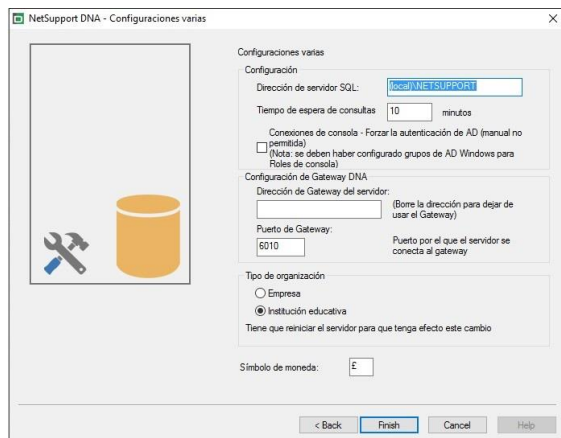 NetSupport DNA - Configuraciones varias
Configuraciones varias
Configuración
Dirección de servidor SQL:
(local)\NETSUPPORT
Tiempo de espera de consultas
10
minutos
Conexiones de consola - Forzar la autenticación de AD (manual no
permitida)
(Nota: se deben haber configurado grupos de AD Windows para
Roles de consola)
Configuración de Gateway DNA
Dirección de Gateway del servidor:
(Borre la dirección para dejar de
usar el Gateway)
Puerto de Gateway:
6010
Puerto por el que el servidor se
conecta al gateway
Tipo de organización
Empresa
Institución educativa
Tiene que reiniciar el servidor para que tenga efecto este cambio
Símbolo de moneda:
£
< Back
Finish
Cancel
Help